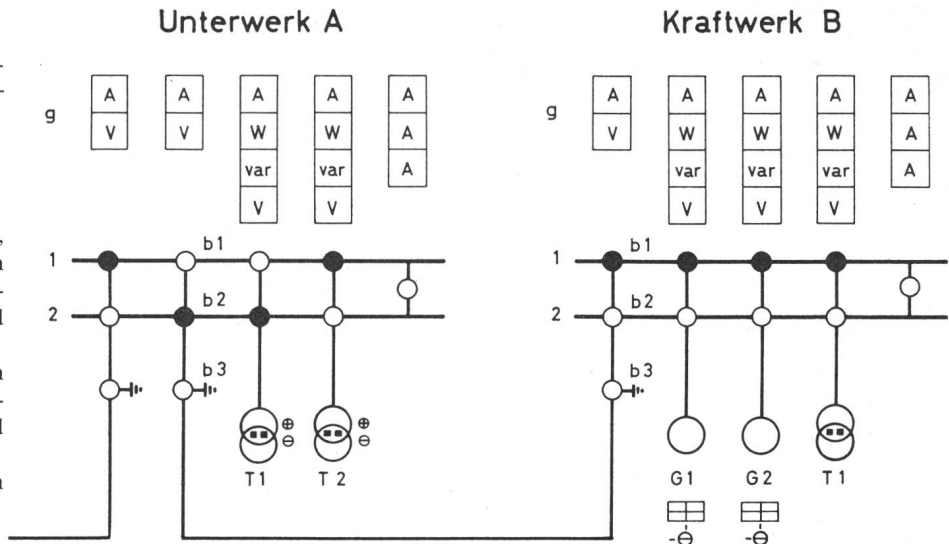 Unterwerk A Kraftwerk B
g A A A A A g A A A A A
V V W W A V W W W A
var var A var var var A
V V V V V
1 b1 1 b1
2 b2 2 b2
b3 b3
⊕ ⊕
⊖ ⊖
T1 T2 G1 G2 T1
-⊖ -⊖